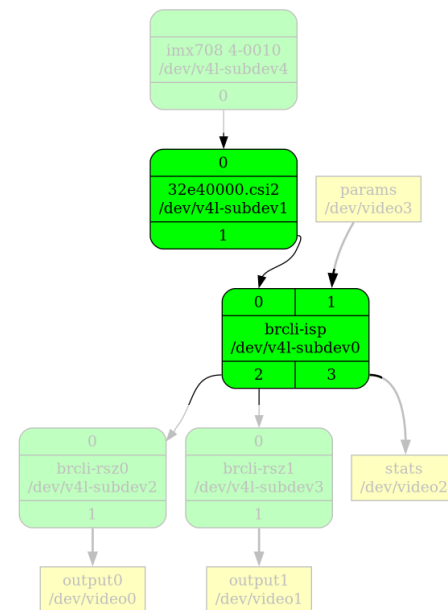 imx708 4-0010
/dev/v4l-subdev4
0
0
32e40000.csi2
/dev/v4l-subdev1
1
params
/dev/video3
0 1
brcli-isp
/dev/v4l-subdev0
2 3
0
brcli-rsz0
/dev/v4l-subdev2
1
0
brcli-rsz1
/dev/v4l-subdev3
1
stats
/dev/video2
output0
/dev/video0
output1
/dev/video1